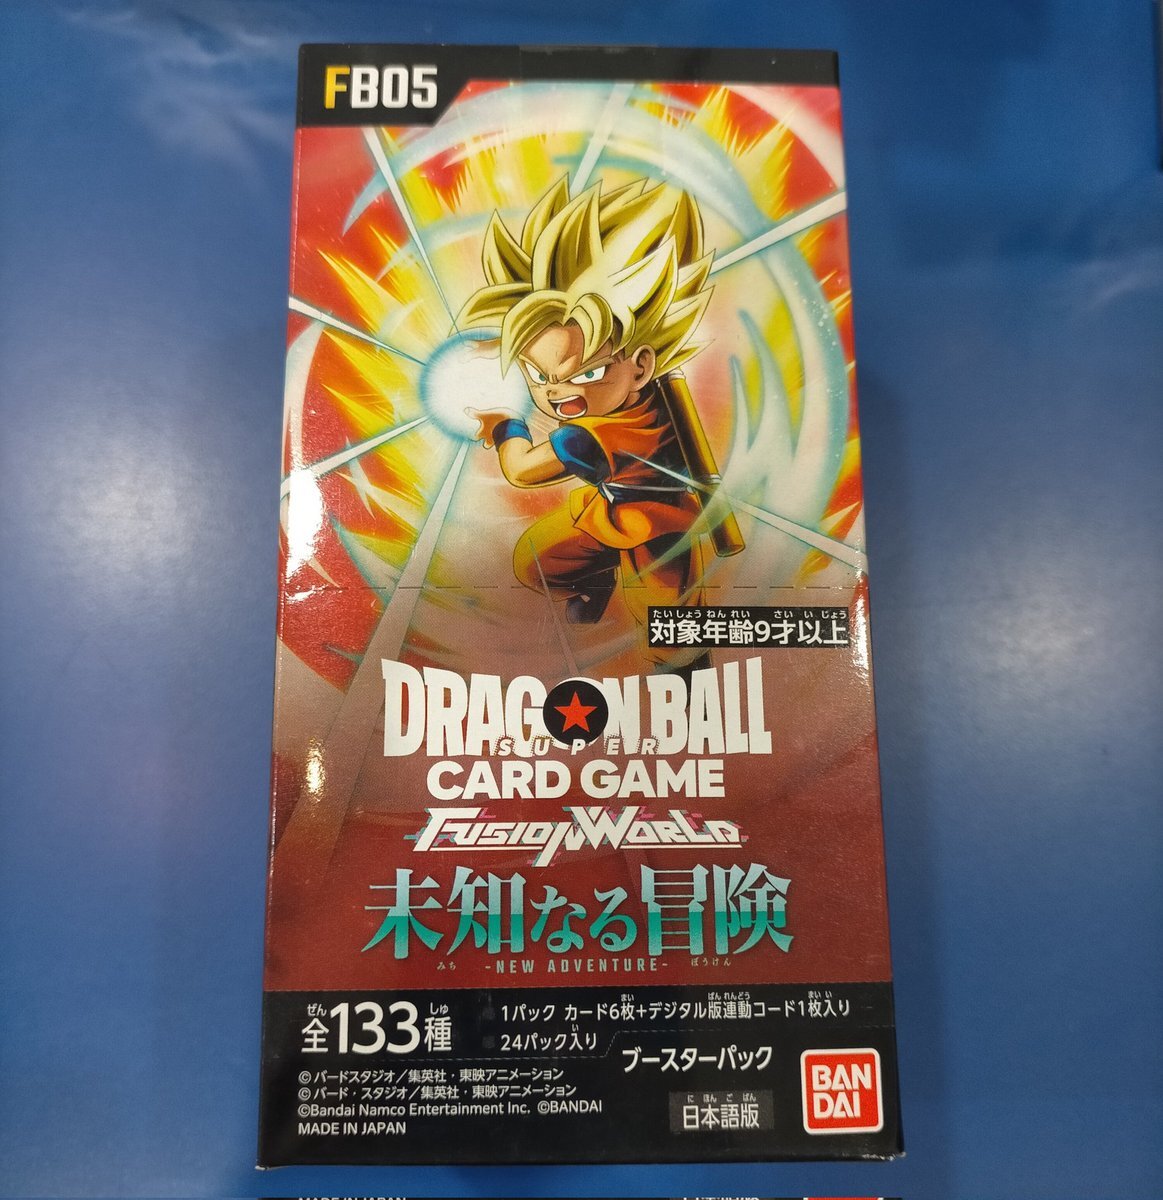 FB05
たいしょう ねんれい さい いじょう
対象年齢9才以上
DRAGON BALL
SUPER
CARD GAME
FUSION WORLD
未知なる冒険
みち -NEW ADVENTURE- ぼうけん
ぜん しゅ
全133種
まい ばんれんどう まいい
1パック カード6枚+デジタル版連動コード1枚入り
い
24パック入り
ブースターパック
©バードスタジオ／集英社・東映アニメーション
©バード・スタジオ／集英社・東映アニメーション
©Bandai Namco Entertainment Inc. ©BANDAI
MADE IN JAPAN
にほんごばん
日本語版
BAN
DAI